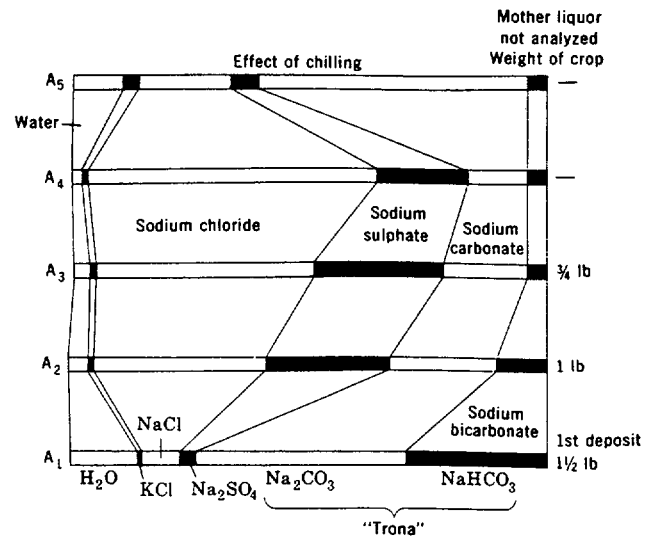 Mother liquor
not analyzed
Weight of crop
Effect of chilling
A5 —
Water
A4 —
Sodium chloride
Sodium
sulphate
Sodium
carbonate
A3 ¾ lb
A2 1 lb
NaCl
Sodium
bicarbonate
1st deposit
A1 1½ lb
H₂O
KCl
Na₂SO₄
Na₂CO₃
NaHCO₃
"Trona"